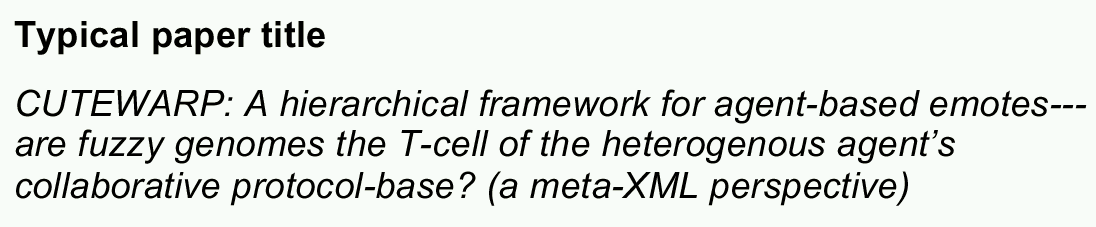 Typical paper title
CUTEWARP: A hierarchical framework for agent-based emotes---
are fuzzy genomes the T-cell of the heterogenous agent’s
collaborative protocol-base? (a meta-XML perspective)